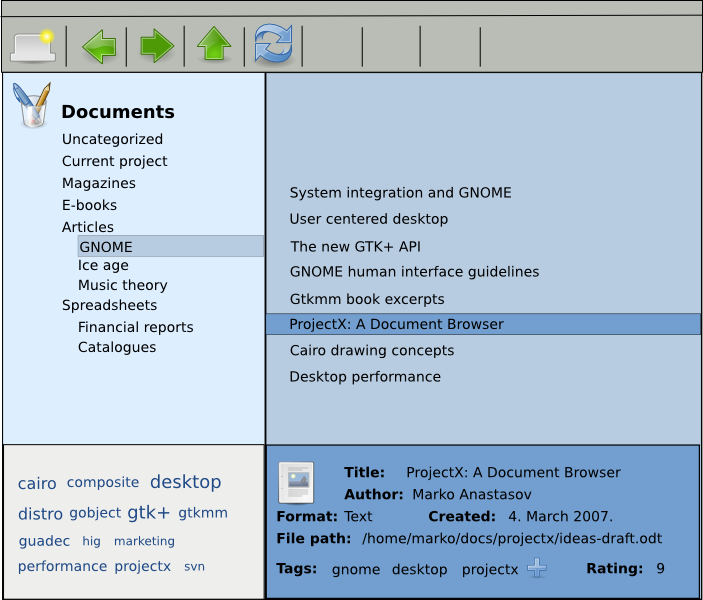 Documents
Uncategorized
Current project
Magazines
E-books
Articles
GNOME
Ice age
Music theory
Spreadsheets
Financial reports
Catalogues
System integration and GNOME
User centered desktop
The new GTK+ API
GNOME human interface guidelines
Gtkmm book excerpts
ProjectX: A Document Browser
Cairo drawing concepts
Desktop performance
cairo composite desktop
distro gobject gtk+ gtkmm
guadec hig marketing
performance projectx svn
Title: ProjectX: A Document Browser
Author: Marko Anastasov
Format: Text Created: 4. March 2007.
File path: /home/marko/docs/projectx/ideas-draft.odt
Tags: gnome desktop projectx Rating: 9